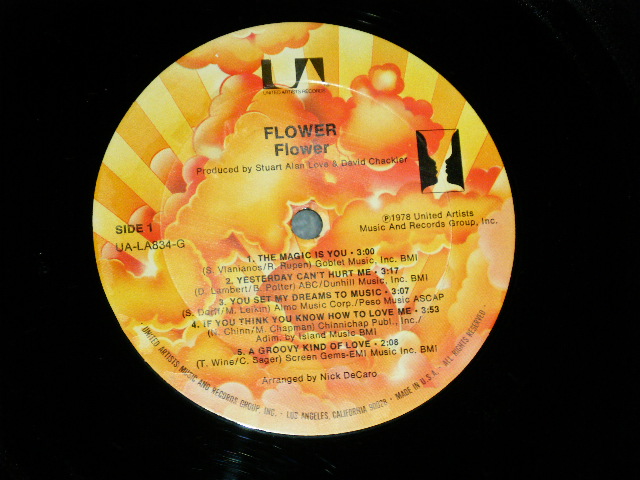 UNITED ARTISTS RECORDS
FLOWER
Flower
Produced by Stuart Alan Love & David Chackler
SIDE 1
UA-LA834-G
Ⓟ1978 United Artists
Music And Records Group, Inc.
1. THE MAGIC IS YOU • 3:00
(S. Vlanianos/R. Rupen) Goblet Music, Inc. BMI
2. YESTERDAY CAN'T HURT ME • 3:17
(D. Lambert/B. Potter) ABC/Dunhill Music, Inc. BMI
3. YOU SET MY DREAMS TO MUSIC • 3:07
(S. Dorff/M. Leikin) Almo Music Corp./Peso Music ASCAP
4. IF YOU THINK YOU KNOW HOW TO LOVE ME • 3:53
(N. Chinn/M. Chapman) Chinnichap Publ., Inc./
Adim. by Island Music BMI
5. A GROOVY KIND OF LOVE • 2:08
(T. Wine/C. Sager) Screen Gems-EMI Music Inc. BMI
Arranged by Nick DeCaro
UNITED ARTISTS MUSIC AND RECORDS GROUP, INC. - LOS ANGELES, CALIFORNIA 90028 • MADE IN U.S.A. - ALL RIGHTS RESERVED